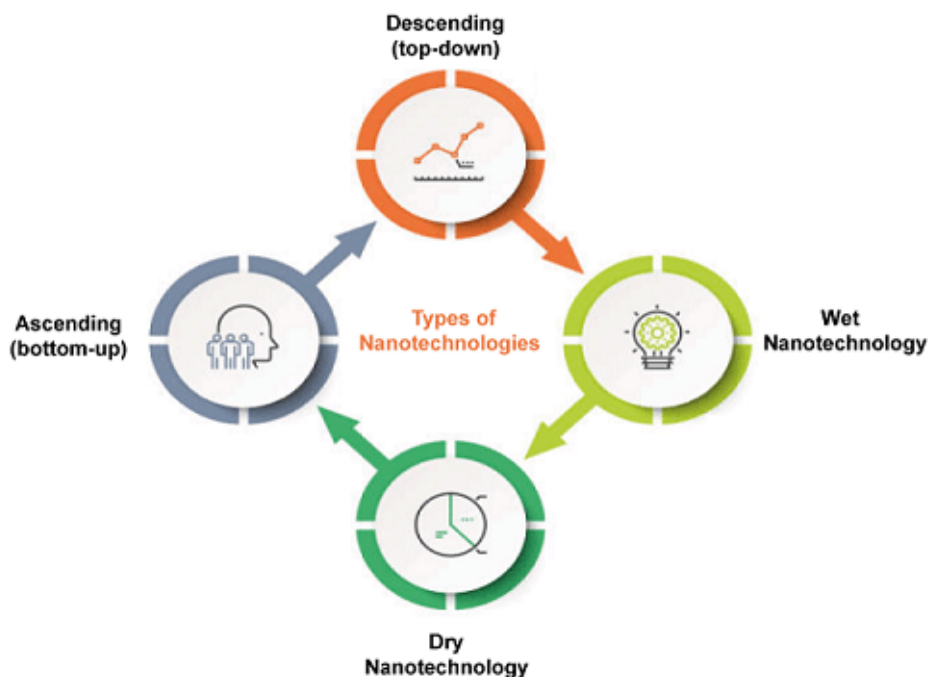 Descending
(top-down)
Ascending
(bottom-up)
Types of
Nanotechnologies
Wet
Nanotechnology
Dry
Nanotechnology